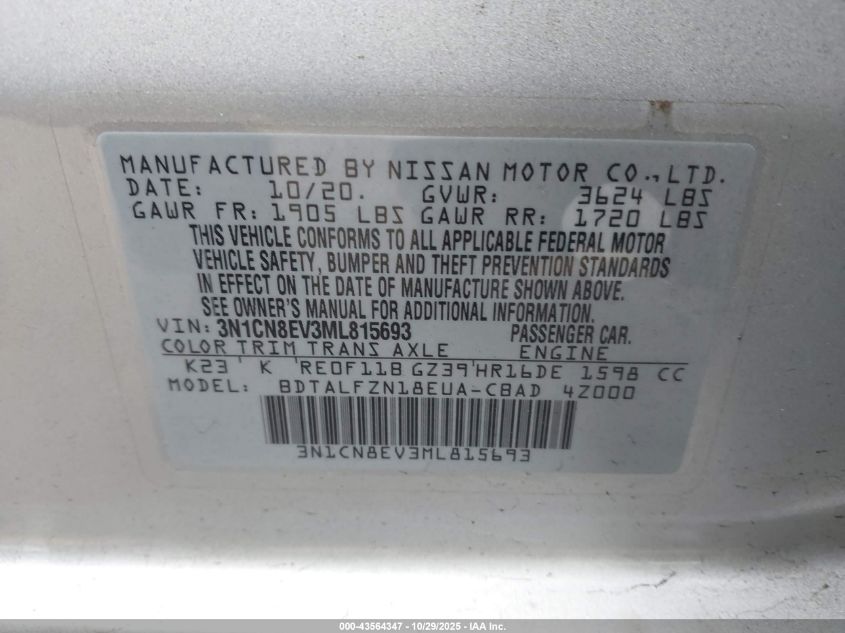 MANUFACTURED BY NISSAN MOTOR CO., LTD.
DATE: 10/20. GVWR: 3624 LBS
GAWR FR: 1905 LBS GAWR RR: 1720 LBS
THIS VEHICLE CONFORMS TO ALL APPLICABLE FEDERAL MOTOR
VEHICLE SAFETY, BUMPER AND THEFT PREVENTION STANDARDS
IN EFFECT ON THE DATE OF MANUFACTURE SHOWN ABOVE.
SEE OWNER'S MANUAL FOR ADDITIONAL INFORMATION.
VIN: 3N1CN8EV3ML815693 PASSENGER CAR.
COLOR TRIM TRANS AXLE ENGINE
K23 K RE0F11B GZ39 HR16DE 1598 CC
MODEL: BDTALFZN18EUA-CBAD 4Z000
3N1CN8EV3ML815693
000-43564347 | 10/29/2025 - IAA Inc.